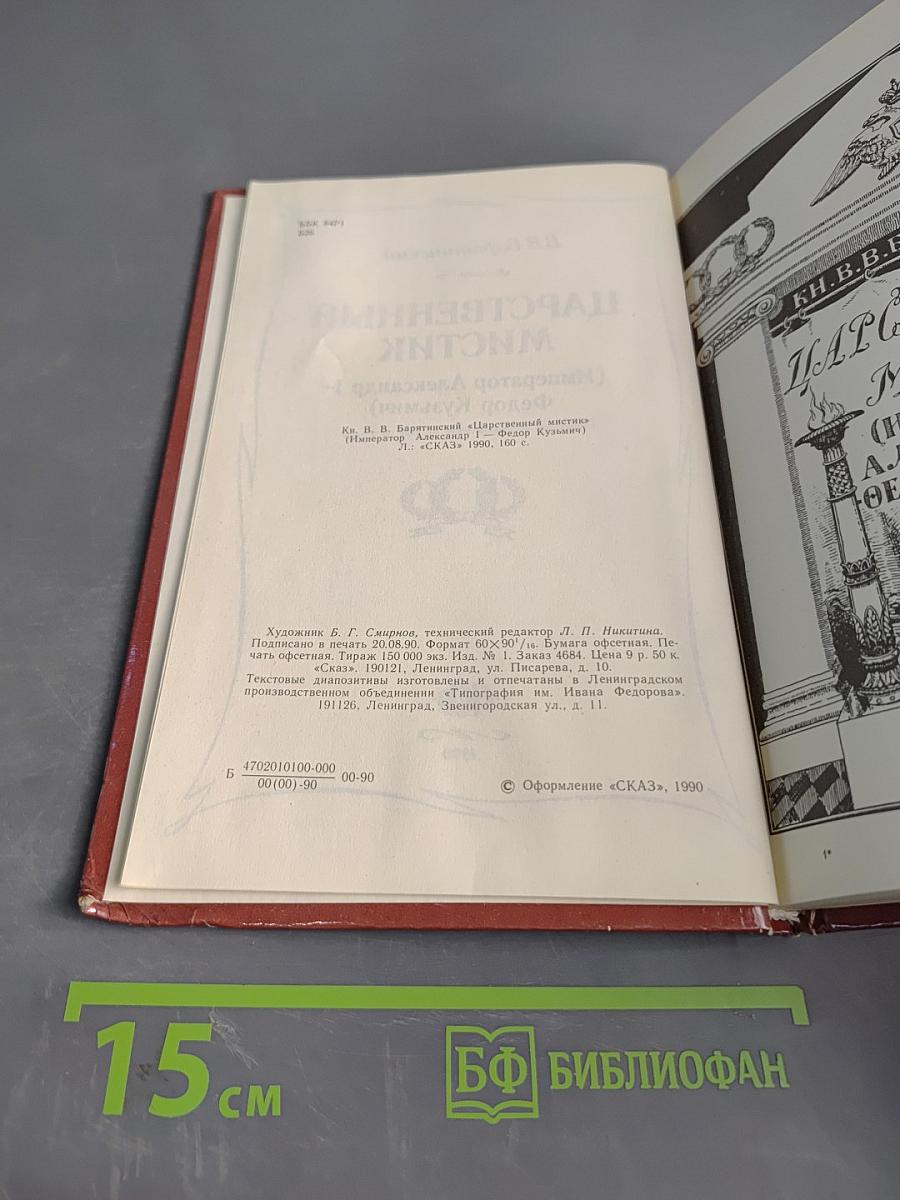 ББК 84Р1
Б26
Кн. В. В. Барятинский «Царственный мистик»
(Император Александр I — Федор Кузьмич)
Л.: «СКАЗ» 1990, 160 с.
Художник Б. Г. Смирнов, технический редактор Л. П. Никитина.
Подписано в печать 20.08.90. Формат 60×90¹/₁₆. Бумага офсетная. Пе-
чать офсетная. Тираж 150 000 экз. Изд. № 1. Заказ 4684. Цена 9 р. 50 к.
«Сказ». 190121, Ленинград, ул. Писарева, д. 10.
Текстовые диапозитивы изготовлены и отпечатаны в Ленинградском
производственном объединении «Типография им. Ивана Федорова».
191126, Ленинград, Звенигородская ул., д. 11.
Б 4702010100-000 00-90
00(00)-90
© Оформление «СКАЗ», 1990
КН. В. В. Б
ЦАРС
М
(И
АЛ
ѲЕ
1*
15 см
БФ БИБЛИОФАН